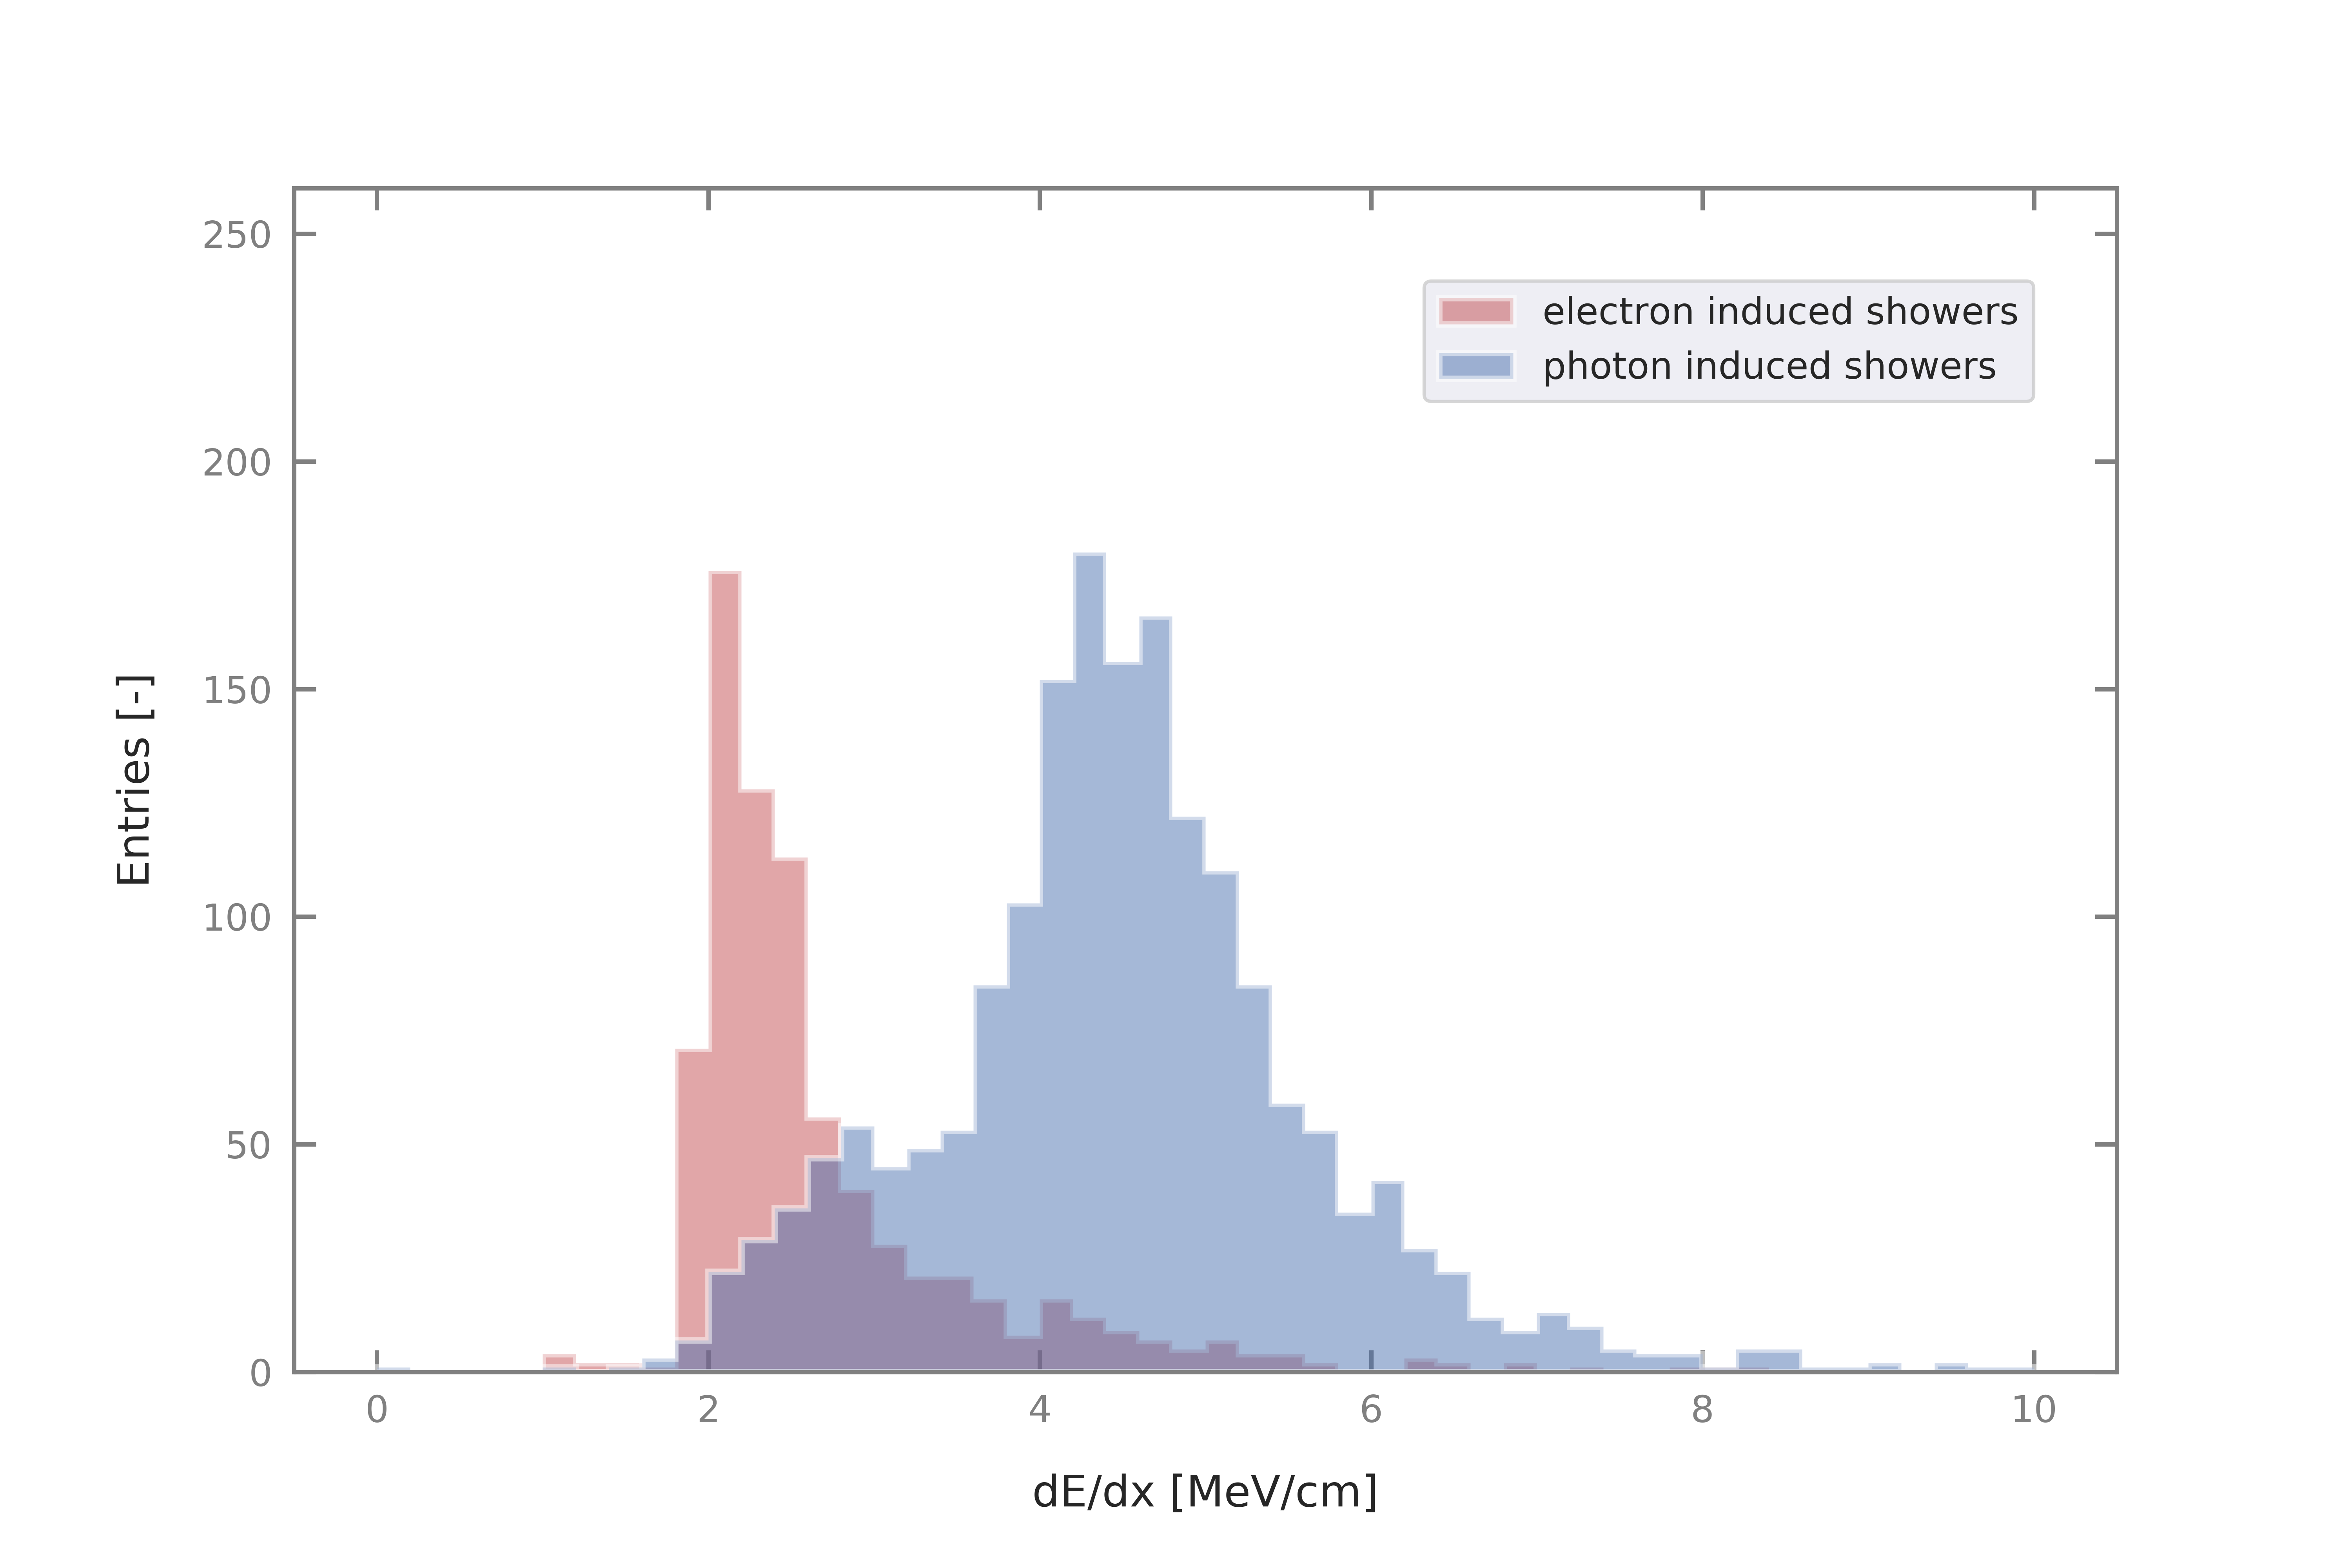 250
200
150
100
50
0
Entries [-]
electron induced showers
photon induced showers
0 2 4 6 8 10
dE/dx [MeV/cm]